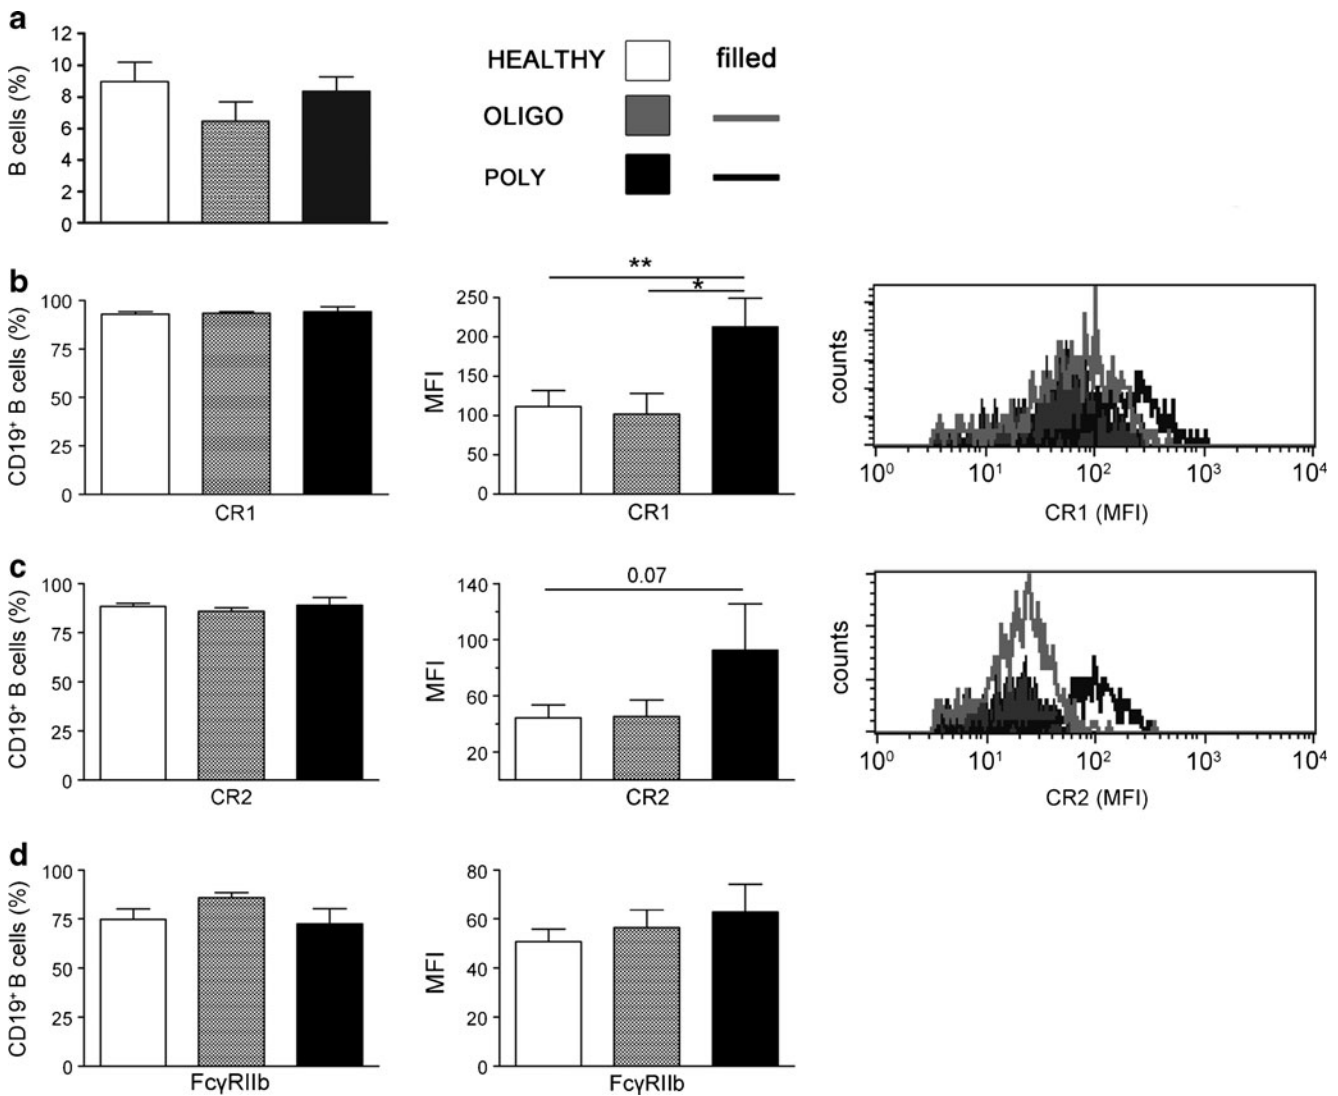 a
B cells (%)
12
10
8
6
4
2
0
HEALTHY filled
OLIGO
POLY
b
CD19+ B cells (%)
100
75
50
25
0
CR1
MFI
250
200
150
100
50
0
**
*
CR1
counts
10⁰ 10¹ 10² 10³ 10⁴
CR1 (MFI)
c
CD19+ B cells (%)
100
75
50
25
0
CR2
MFI
140
100
60
20
0.07
CR2
counts
10⁰ 10¹ 10² 10³ 10⁴
CR2 (MFI)
d
CD19+ B cells (%)
100
75
50
25
0
FcγRIIb
MFI
80
60
40
20
0
FcγRIIb